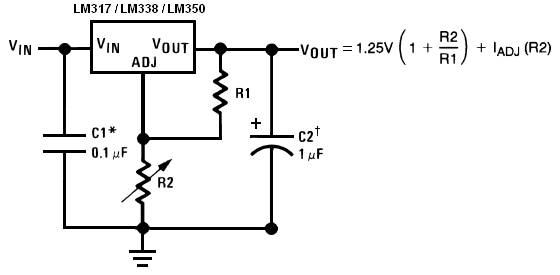 LM317 / LM338 / LM350
VIN
VIN
VOUT
ADJ
VOUT = 1.25V ( 1 + R2/R1 ) + IADJ (R2)
R1
C1*
0.1 µF
R2
+
C2†
1 µF